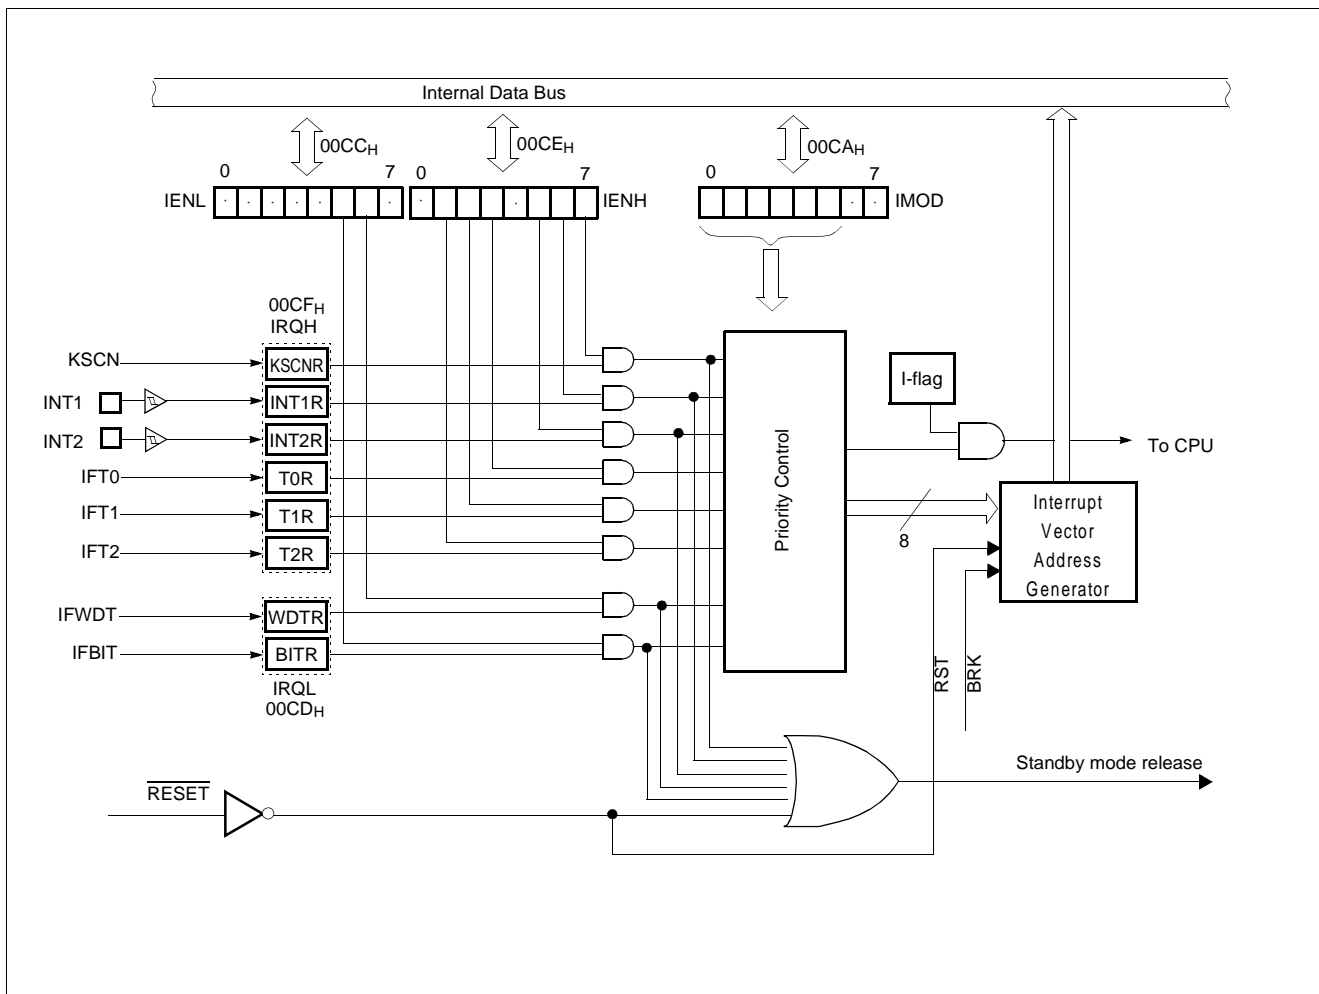 Internal Data Bus
00CCH
00CEH
00CAH
0
7
0
7
0
7
IENL
IENH
IMOD
00CFH
IRQH
KSCN
KSCNR
INT1
INT1R
INT2
INT2R
IFT0
T0R
IFT1
T1R
IFT2
T2R
IFWDT
WDTR
IFBIT
BITR
IRQL
00CDH
Priority Control
I-flag
To CPU
8
Interrupt
Vector
Address
Generator
RST
BRK
Standby mode release
RESET